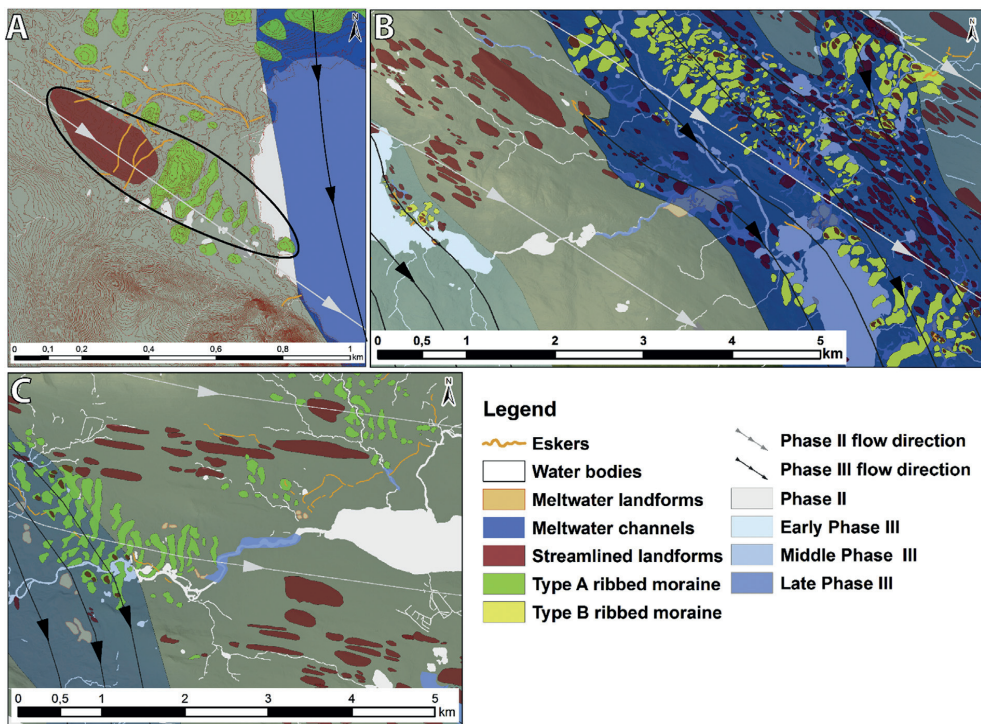 A
N
0 0,2 0,4 0,6 0,8 1
km
B
N
0 0,5 1 2 3 4 5
km
C
N
0 0,5 1 2 3 4 5
km
Legend
Eskers
Water bodies
Meltwater landforms
Meltwater channels
Streamlined landforms
Type A ribbed moraine
Type B ribbed moraine
Phase II flow direction
Phase III flow direction
Phase II
Early Phase III
Middle Phase III
Late Phase III